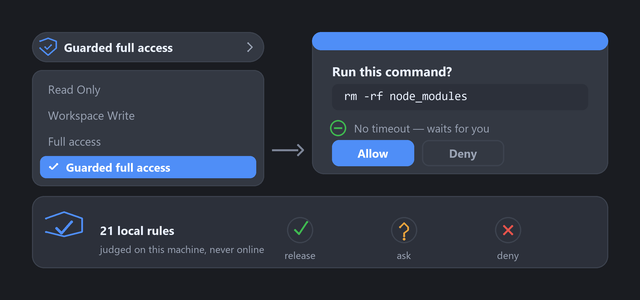 Guarded full access
Read Only
Workspace Write
Full access
Guarded full access
Run this command?
rm -rf node_modules
No timeout — waits for you
Allow
Deny
21 local rules
judged on this machine, never online
release
?
ask
deny